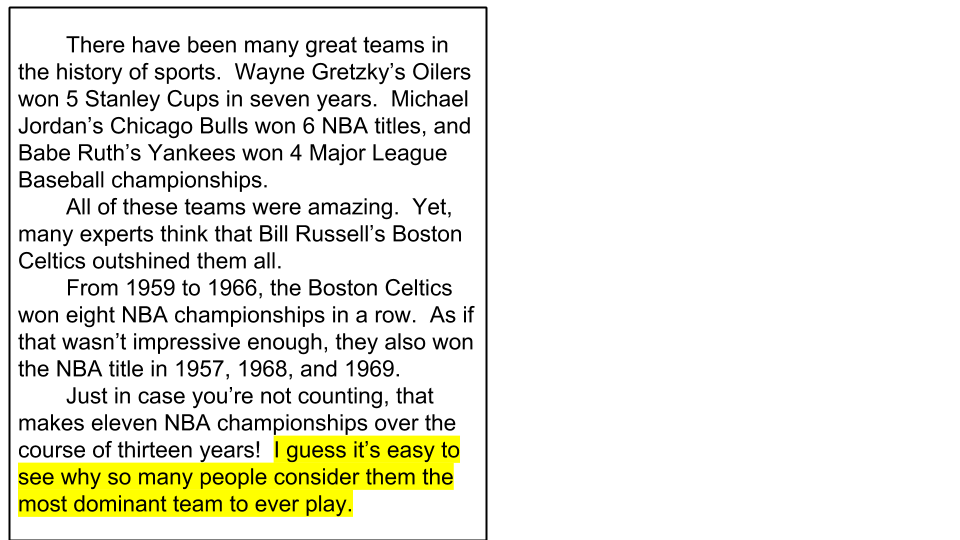 There have been many great teams in
the history of sports.  Wayne Gretzky’s Oilers
won 5 Stanley Cups in seven years.  Michael
Jordan’s Chicago Bulls won 6 NBA titles, and
Babe Ruth’s Yankees won 4 Major League
Baseball championships.
All of these teams were amazing.  Yet,
many experts think that Bill Russell’s Boston
Celtics outshined them all.
From 1959 to 1966, the Boston Celtics
won eight NBA championships in a row.  As if
that wasn’t impressive enough, they also won
the NBA title in 1957, 1968, and 1969.
Just in case you’re not counting, that
makes eleven NBA championships over the
course of thirteen years!  I guess it’s easy to
see why so many people consider them the
most dominant team to ever play.